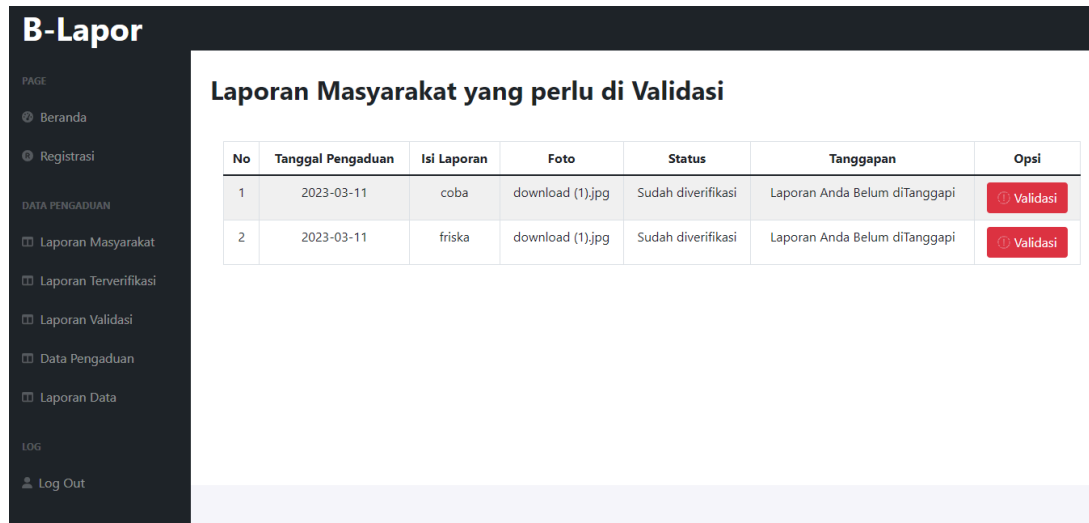 B-Lapor
PAGE
Beranda
Registrasi
DATA PENGADUAN
Laporan Masyarakat
Laporan Terverifikasi
Laporan Validasi
Data Pengaduan
Laporan Data
LOG
Log Out
Laporan Masyarakat yang perlu di Validasi
No Tanggal Pengaduan Isi Laporan Foto Status Tanggapan Opsi
1 2023-03-11 coba download (1).jpg Sudah diverifikasi Laporan Anda Belum diTanggapi Validasi
2 2023-03-11 friska download (1).jpg Sudah diverifikasi Laporan Anda Belum diTanggapi Validasi